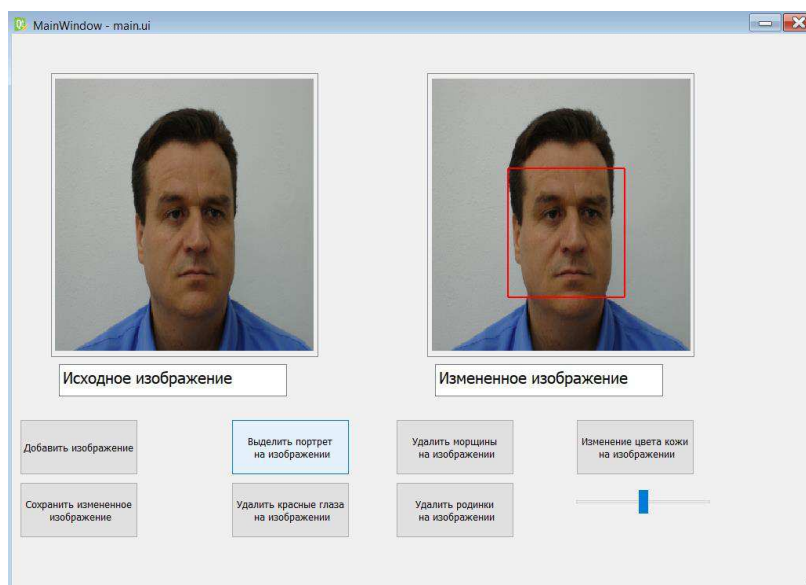 MainWindow - main.ui
Исходное изображение
Измененное изображение
Добавить изображение
Выделить портрет
на изображении
Удалить морщины
на изображении
Изменение цвета кожи
на изображении
Сохранить измененное
изображение
Удалить красные глаза
на изображении
Удалить родинки
на изображении